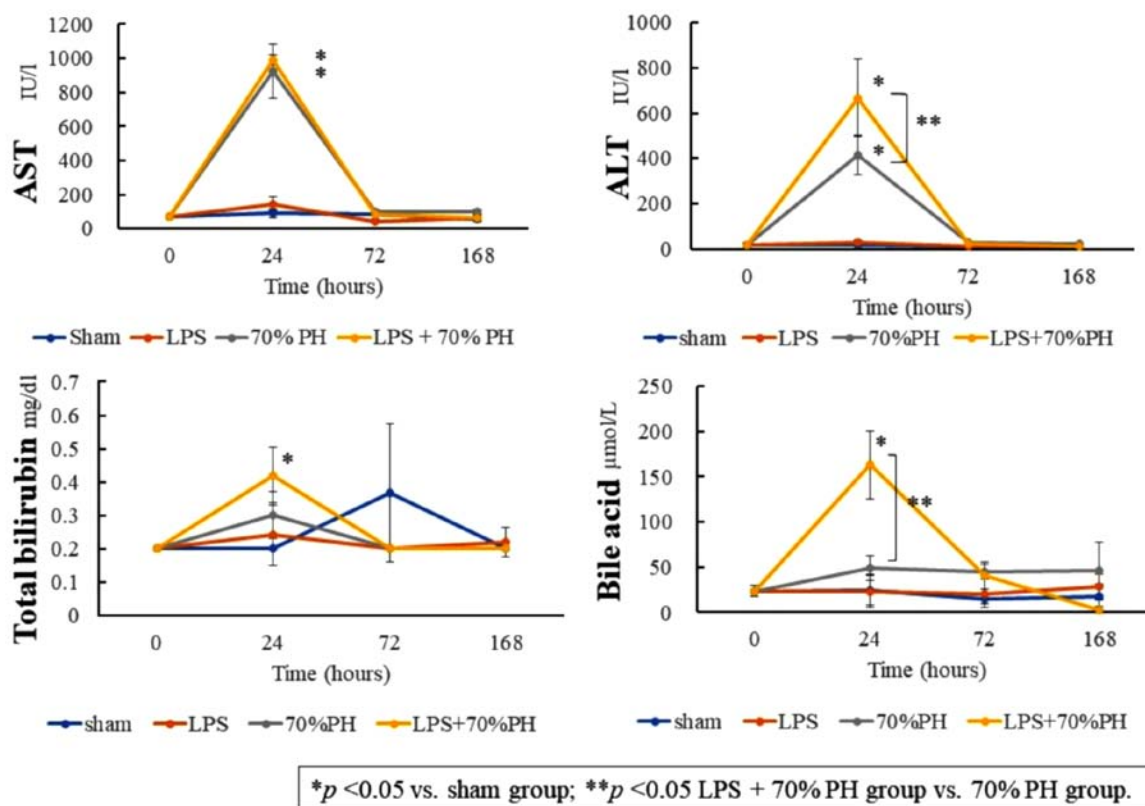 1200
1000
800
600
400
200
0
IU/l
AST
*
*
0 24 72 168
Time (hours)
Sham LPS 70% PH LPS + 70% PH
1000
800
600
400
200
0
IU/l
ALT
*
*
**
0 24 72 168
Time (hours)
sham LPS 70%PH LPS+70%PH
0.7
0.6
0.5
0.4
0.3
0.2
0.1
0
Total bilirubin mg/dl
*
0 24 72 168
Time (hours)
sham LPS 70%PH LPS+70%PH
250
200
150
100
50
0
Bile acid µmol/L
*
**
0 24 72 168
Time (hours)
sham LPS 70%PH LPS+70%PH
*p <0.05 vs. sham group; **p <0.05 LPS + 70% PH group vs. 70% PH group.